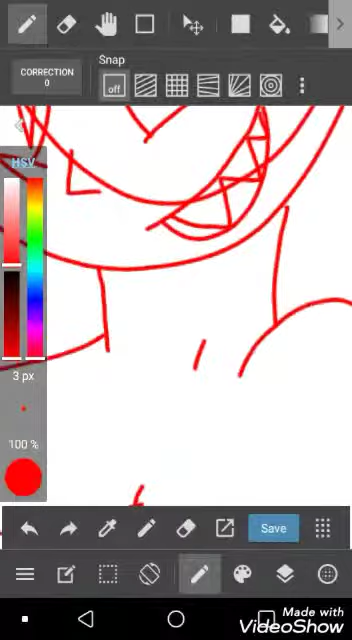 Snap
CORRECTION
0
off
HSV
3 px
100 %
Save
Made with
VideoShow